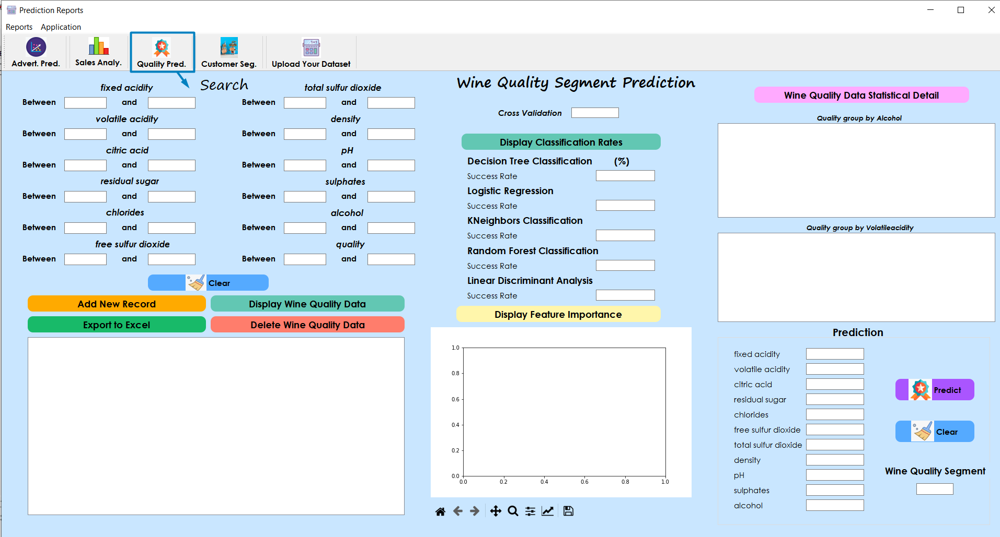 Prediction Reports
Reports Application
Advert. Pred. Sales Analy. Quality Pred. Customer Seg. Upload Your Dataset
Search
fixed acidity total sulfur dioxide
Between and Between and
volatile acidity density
Between and Between and
citric acid pH
Between and Between and
residual sugar sulphates
Between and Between and
chlorides alcohol
Between and Between and
free sulfur dioxide quality
Between and Between and
Clear
Add New Record Display Wine Quality Data
Export to Excel Delete Wine Quality Data
Wine Quality Segment Prediction
Cross Validation
Display Classification Rates
Decision Tree Classification (%)
Success Rate
Logistic Regression
Success Rate
KNeighbors Classification
Success Rate
Random Forest Classification
Success Rate
Linear Discriminant Analysis
Success Rate
Display Feature Importance
1.0
0.8
0.6
0.4
0.2
0.0
0.0 0.2 0.4 0.6 0.8 1.0
Wine Quality Data Statistical Detail
Quality group by Alcohol
Quality group by Volatileacidity
Prediction
fixed acidity
volatile acidity
citric acid
residual sugar
chlorides
free sulfur dioxide
total sulfur dioxide
density
pH
sulphates
alcohol
Predict
Clear
Wine Quality Segment